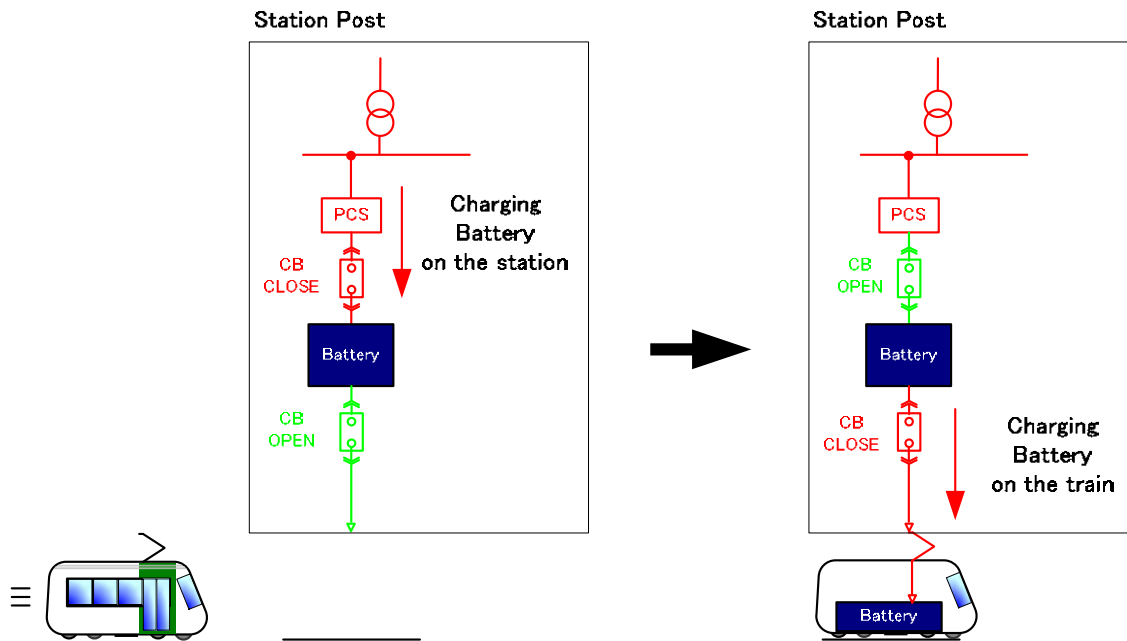 Station Post
PCS
Charging
Battery
on the station
CB
CLOSE
Battery
CB
OPEN
Station Post
PCS
CB
OPEN
Battery
CB
CLOSE
Charging
Battery
on the train
Battery